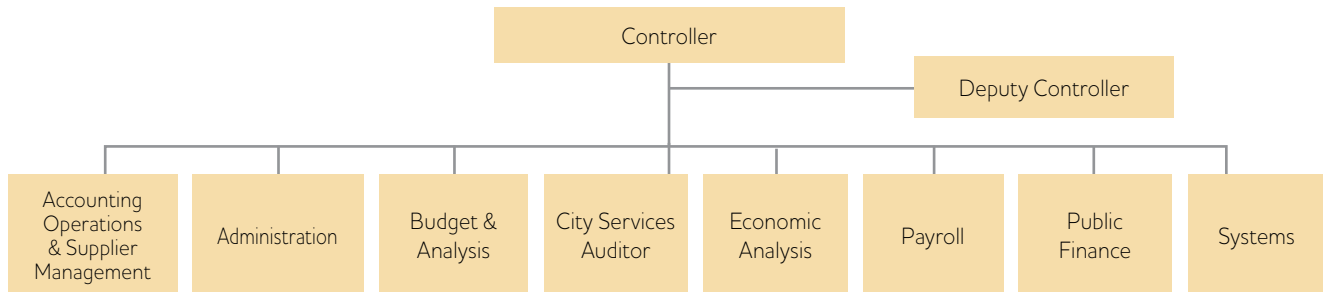 Controller
Deputy Controller
Accounting
Operations
& Supplier
Management
Administration
Budget &
Analysis
City Services
Auditor
Economic
Analysis
Payroll
Public
Finance
Systems